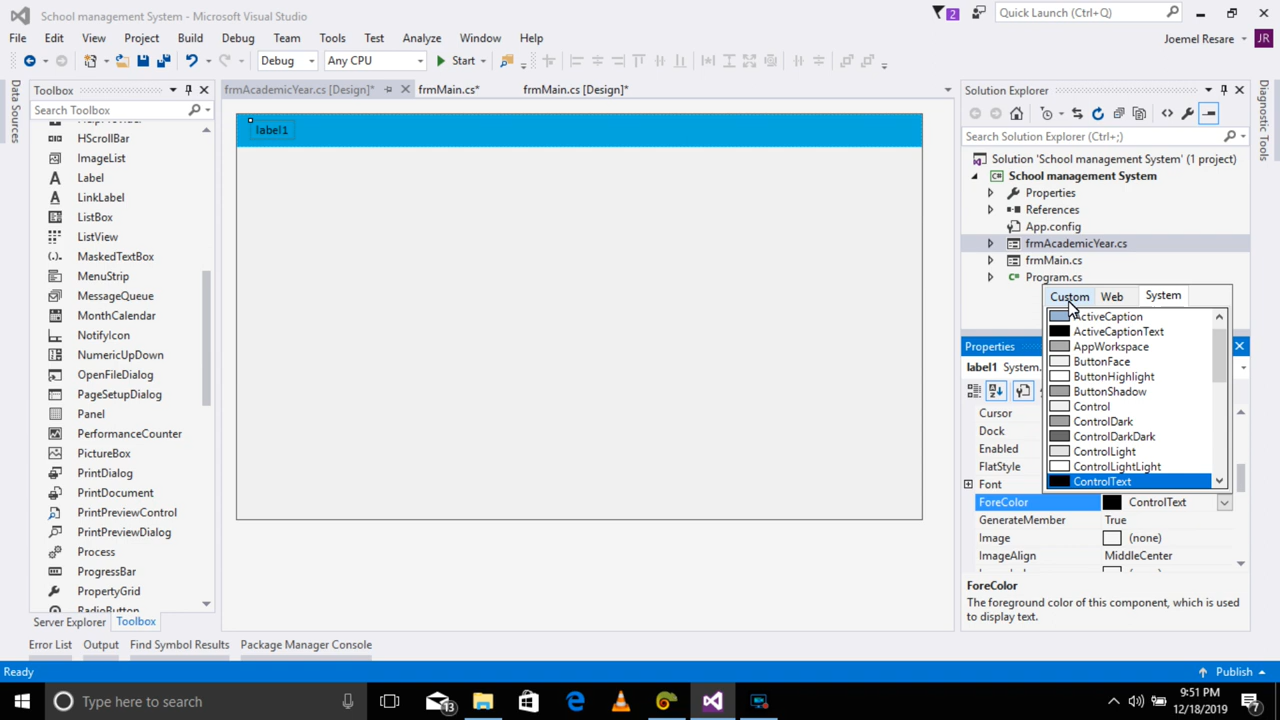 School management System - Microsoft Visual Studio
2
Quick Launch (Ctrl+Q)
File Edit View Project Build Debug Team Tools Test Analyze Window Help
Joemel Resare JR
Debug Any CPU Start
Data Sources
Toolbox
Search Toolbox
HScrollBar
ImageList
Label
LinkLabel
ListBox
ListView
MaskedTextBox
MenuStrip
MessageQueue
MonthCalendar
NotifyIcon
NumericUpDown
OpenFileDialog
PageSetupDialog
Panel
PerformanceCounter
PictureBox
PrintDialog
PrintDocument
PrintPreviewControl
PrintPreviewDialog
Process
ProgressBar
PropertyGrid
RadioButton
Server Explorer Toolbox
frmAcademicYear.cs [Design]* frmMain.cs* frmMain.cs [Design]*
label1
Solution Explorer
Search Solution Explorer (Ctrl+;)
Solution 'School management System' (1 project)
School management System
Properties
References
App.config
frmAcademicYear.cs
frmMain.cs
Program.cs
Diagnostic Tools
Custom Web System
ActiveCaption
ActiveCaptionText
AppWorkspace
ButtonFace
ButtonHighlight
ButtonShadow
Control
ControlDark
ControlDarkDark
ControlLight
ControlLightLight
ControlText
Properties
label1 System.
Cursor
Dock
Enabled
FlatStyle
Font
ForeColor ControlText
GenerateMember True
Image (none)
ImageAlign MiddleCenter
ForeColor
The foreground color of this component, which is used
to display text.
Error List Output Find Symbol Results Package Manager Console
Ready
Publish
Type here to search
13
9:51 PM
12/18/2019
7